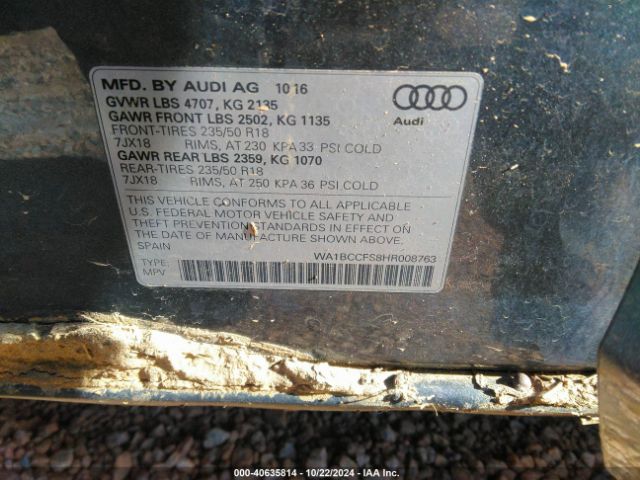 MFD. BY AUDI AG 10 16
GVWR LBS 4707, KG 2135
GAWR FRONT LBS 2502, KG 1135
FRONT-TIRES 235/50 R18
7JX18 RIMS, AT 230 KPA 33 PSI COLD
GAWR REAR LBS 2359, KG 1070
REAR-TIRES 235/50 R18
7JX18 RIMS, AT 250 KPA 36 PSI COLD
Audi
THIS VEHICLE CONFORMS TO ALL APPLICABLE
U.S. FEDERAL MOTOR VEHICLE SAFETY AND
THEFT PREVENTION STANDARDS IN EFFECT ON
THE DATE OF MANUFACTURE SHOWN ABOVE.
SPAIN
WA1BCCFS8HR008763
TYPE:
MPV
000-40635814 - 10/22/2024 - IAA Inc.